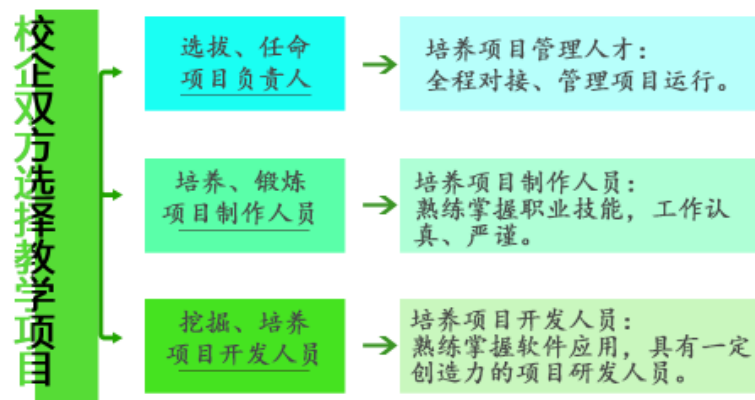 校企双方选择教学项目
选拔、任命
项目负责人
培养项目管理人才：
全程对接、管理项目运行。
培养、锻炼
项目制作人员
培养项目制作人员：
熟练掌握职业技能，工作认
真、严谨。
挖掘、培养
项目开发人员
培养项目开发人员：
熟练掌握软件应用，具有一定
创造力的项目研发人员。